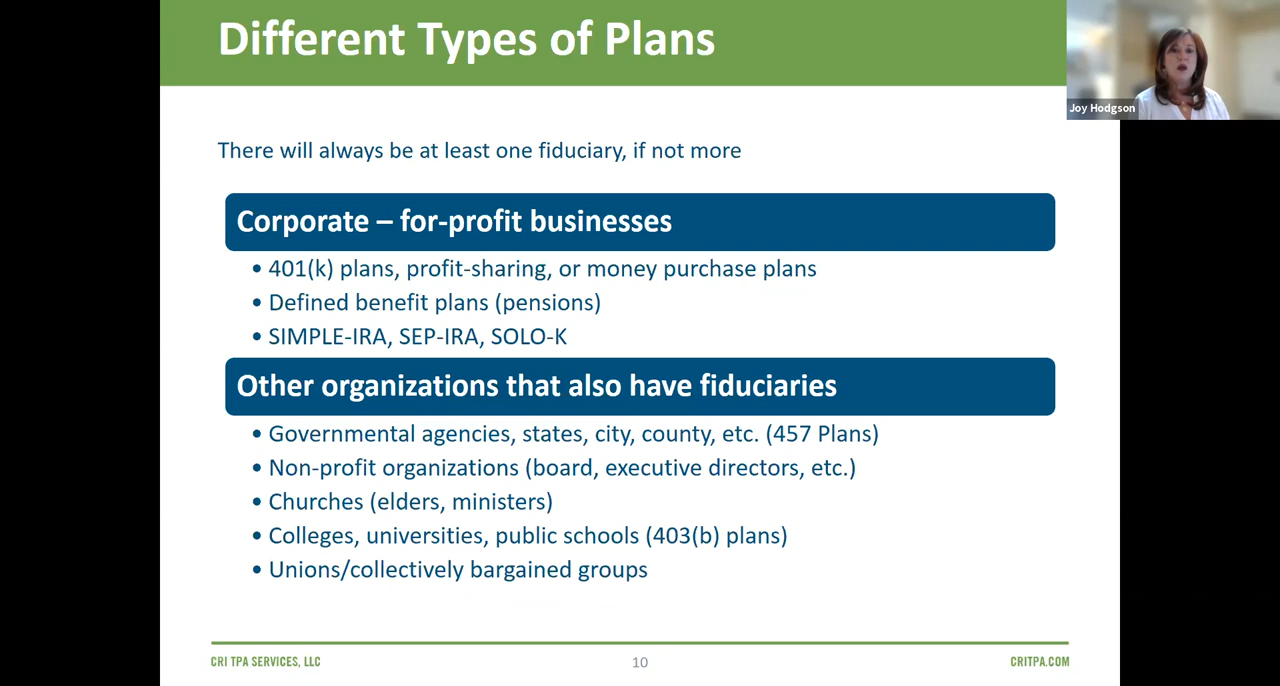 Different Types of Plans
Joy Hodgson
There will always be at least one fiduciary, if not more
Corporate – for-profit businesses
• 401(k) plans, profit-sharing, or money purchase plans
• Defined benefit plans (pensions)
• SIMPLE-IRA, SEP-IRA, SOLO-K
Other organizations that also have fiduciaries
• Governmental agencies, states, city, county, etc. (457 Plans)
• Non-profit organizations (board, executive directors, etc.)
• Churches (elders, ministers)
• Colleges, universities, public schools (403(b) plans)
• Unions/collectively bargained groups
CRI TPA SERVICES, LLC
10
CRITPA.COM